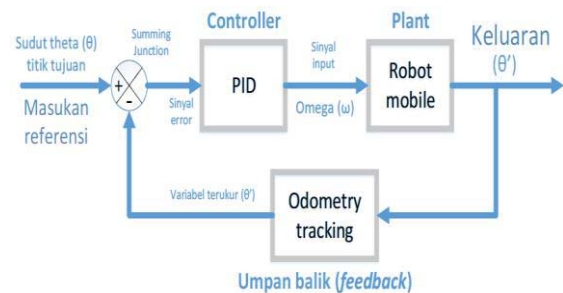 Controller
Plant
Sudut theta (θ)
titik tujuan
Summing
Junction
Sinyal
input
Keluaran
(θ’)
+
-
PID
Robot
mobile
Masukan
referensi
Sinyal
error
Omega (ω)
Variabel terukur (θ’)
Odometry
tracking
Umpan balik (feedback)